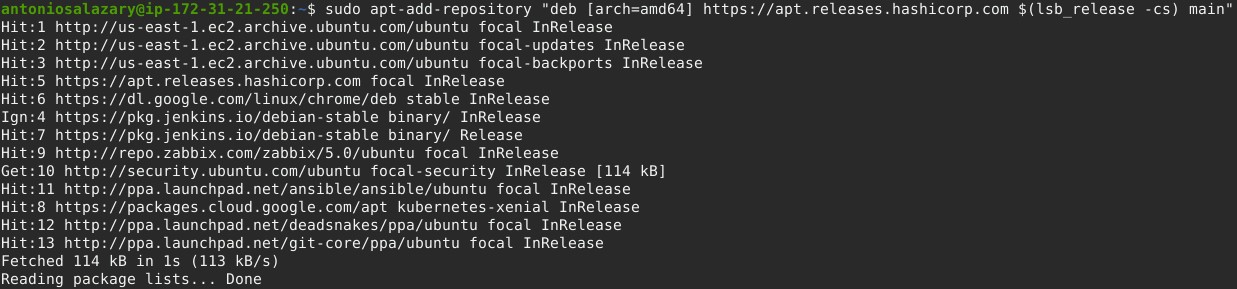 antoniosalazary@ip-172-31-21-250:~$ sudo apt-add-repository "deb [arch=amd64] https://apt.releases.hashicorp.com $(lsb_release -cs) main"
Hit:1 http://us-east-1.ec2.archive.ubuntu.com/ubuntu focal InRelease
Hit:2 http://us-east-1.ec2.archive.ubuntu.com/ubuntu focal-updates InRelease
Hit:3 http://us-east-1.ec2.archive.ubuntu.com/ubuntu focal-backports InRelease
Hit:5 https://apt.releases.hashicorp.com focal InRelease
Hit:6 https://dl.google.com/linux/chrome/deb stable InRelease
Ign:4 https://pkg.jenkins.io/debian-stable binary/ InRelease
Hit:7 https://pkg.jenkins.io/debian-stable binary/ Release
Hit:9 http://repo.zabbix.com/zabbix/5.0/ubuntu focal InRelease
Get:10 http://security.ubuntu.com/ubuntu focal-security InRelease [114 kB]
Hit:11 http://ppa.launchpad.net/ansible/ansible/ubuntu focal InRelease
Hit:8 https://packages.cloud.google.com/apt kubernetes-xenial InRelease
Hit:12 http://ppa.launchpad.net/deadsnakes/ppa/ubuntu focal InRelease
Hit:13 http://ppa.launchpad.net/git-core/ppa/ubuntu focal InRelease
Fetched 114 kB in 1s (113 kB/s)
Reading package lists... Done